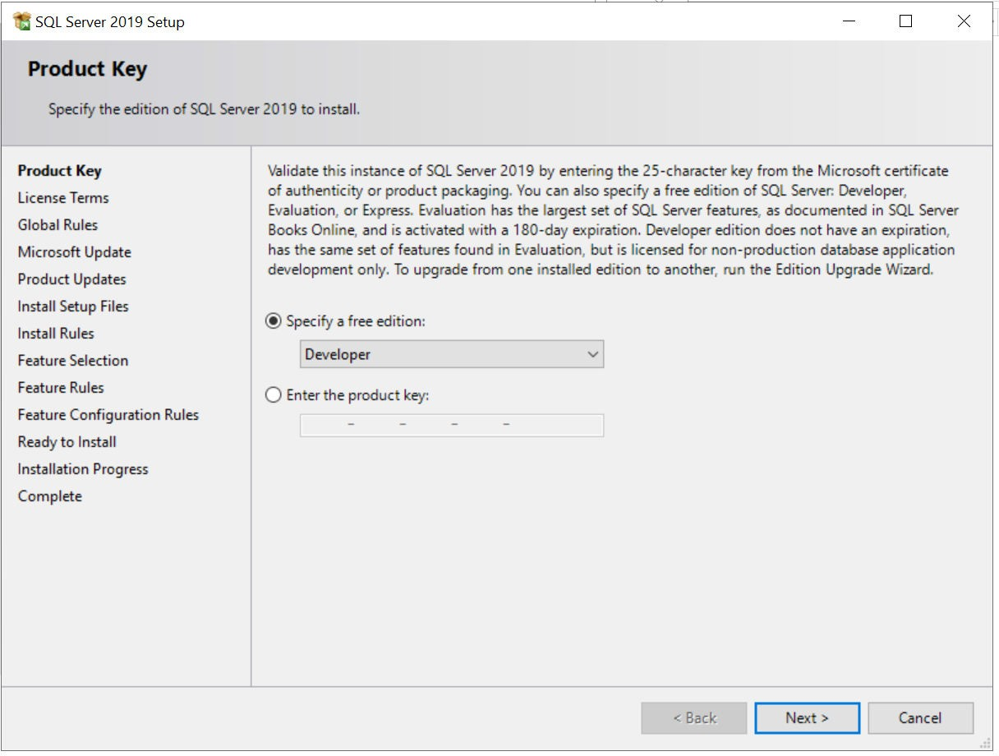 SQL Server 2019 Setup
Product Key
Specify the edition of SQL Server 2019 to install.
Product Key
License Terms
Global Rules
Microsoft Update
Product Updates
Install Setup Files
Install Rules
Feature Selection
Feature Rules
Feature Configuration Rules
Ready to Install
Installation Progress
Complete
Validate this instance of SQL Server 2019 by entering the 25-character key from the Microsoft certificate
of authenticity or product packaging. You can also specify a free edition of SQL Server: Developer,
Evaluation, or Express. Evaluation has the largest set of SQL Server features, as documented in SQL Server
Books Online, and is activated with a 180-day expiration. Developer edition does not have an expiration,
has the same set of features found in Evaluation, but is licensed for non-production database application
development only. To upgrade from one installed edition to another, run the Edition Upgrade Wizard.
Specify a free edition:
Developer
Enter the product key:
- - - -
< Back
Next >
Cancel